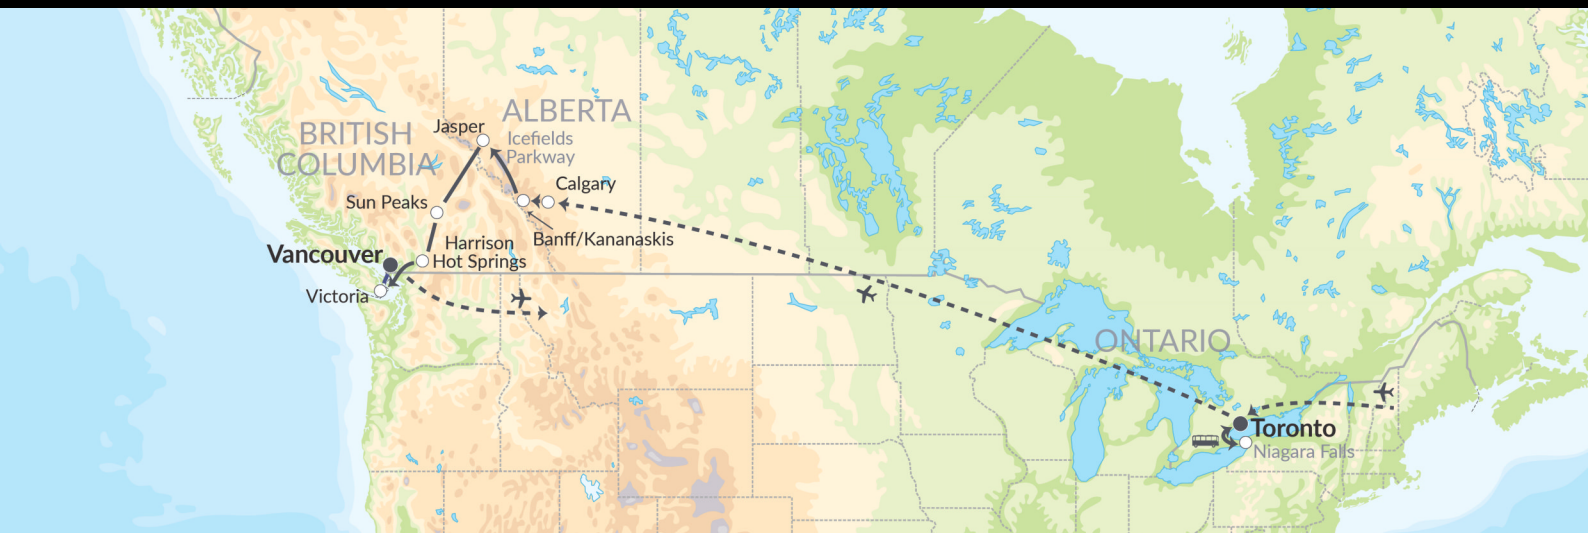 ALBERTA
BRITISH
COLUMBIA
Jasper
Icefields
Parkway
Calgary
Sun Peaks
Banff/Kananaskis
Harrison
Hot Springs
Vancouver
Victoria
ONTARIO
Toronto
Niagara Falls